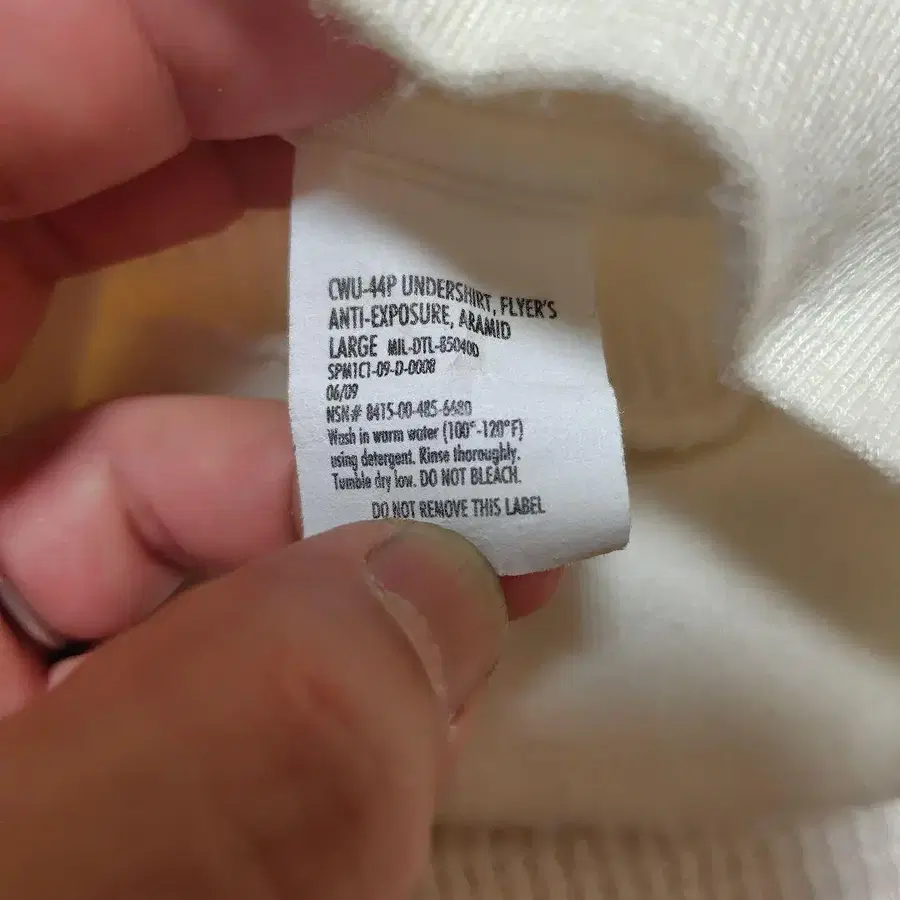 CWU-44P UNDERSHIRT, FLYER'S
ANTI-EXPOSURE, ARAMID
LARGE MIL-DTL-85040D
SPM1C1-09-D-0008
06/09
NSN# 8415-00-485-6680
Wash in warm water (100°-120°F)
using detergent. Rinse thoroughly.
Tumble dry low. DO NOT BLEACH.
DO NOT REMOVE THIS LABEL